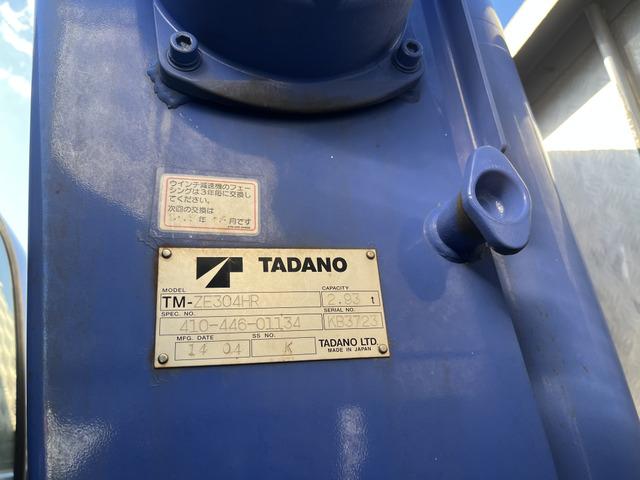 ウインチ減速機のフェー
シングは3年毎に交換し
てください。
次回の交換は
年 月です
TADANO
MODEL CAPACITY
TM-ZE304HR 2.93 t
SPEC. NO. SERIAL NO.
410-446-01134 KB3723
MFG. DATE SS NO.
14 04 K TADANO LTD.
MADE IN JAPAN